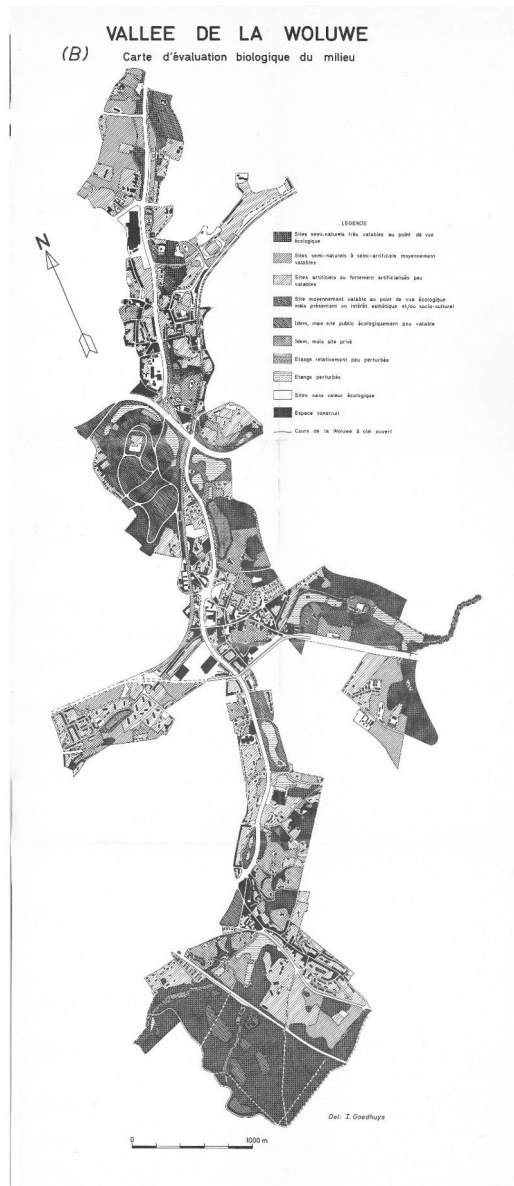 VALLEE DE LA WOLUWE
(B) Carte d'évaluation biologique du milieu
N
LEGENDE
Sites semi-naturels très valables au point de vue
écologique
Sites semi-naturels à semi-artificiels moyennement
valables
Sites artificiels ou fortement artificialisés peu
valables
Site moyennement valable au point de vue écologique
mais présentant un intérêt esthétique et/ou socio-culturel
Idem, mais site public écologiquement peu valable
Idem, mais site privé
Etangs relativement peu perturbés
Etangs perturbés
Sites sans valeur écologique
Espace construit
Cours de la Woluwe à ciel ouvert
Del: I. Goedhuys
0 1000 m